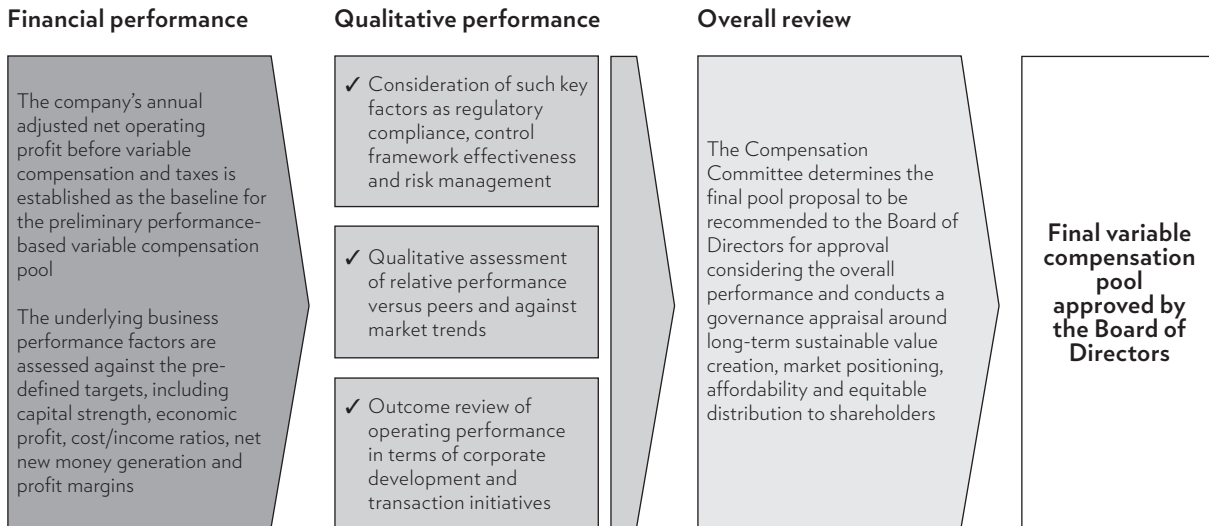 Financial performance
The company's annual
adjusted net operating
profit before variable
compensation and taxes is
established as the baseline for
the preliminary performance-
based variable compensation
pool
The underlying business
performance factors are
assessed against the pre-
defined targets, including
capital strength, economic
profit, cost/income ratios, net
new money generation and
profit margins
Qualitative performance
✓ Consideration of such key
factors as regulatory
compliance, control
framework effectiveness
and risk management
✓ Qualitative assessment
of relative performance
versus peers and against
market trends
✓ Outcome review of
operating performance
in terms of corporate
development and
transaction initiatives
Overall review
The Compensation
Committee determines the
final pool proposal to be
recommended to the Board of
Directors for approval
considering the overall
performance and conducts a
governance appraisal around
long-term sustainable value
creation, market positioning,
affordability and equitable
distribution to shareholders
Final variable
compensation
pool
approved by
the Board of
Directors